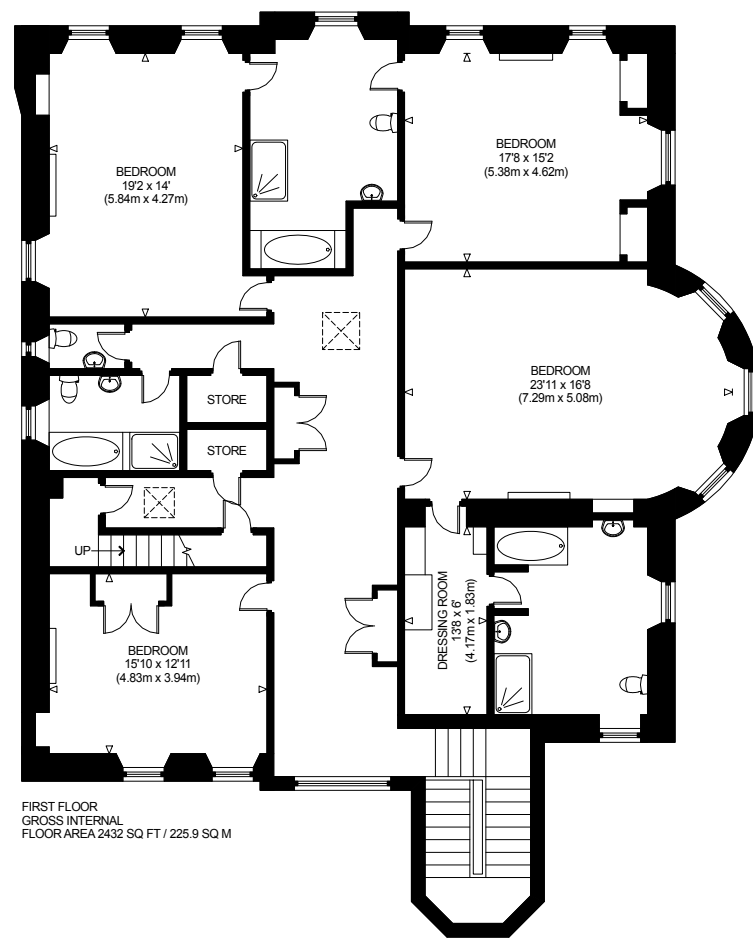 BEDROOM
19'2 x 14'
(5.84m x 4.27m)
BEDROOM
17'8 x 15'2
(5.38m x 4.62m)
BEDROOM
23'11 x 16'8
(7.29m x 5.08m)
STORE
STORE
UP
DRESSING ROOM
13'8 x 6'
(4.17m x 1.83m)
BEDROOM
15'10 x 12'11
(4.83m x 3.94m)
FIRST FLOOR
GROSS INTERNAL
FLOOR AREA 2432 SQ FT / 225.9 SQ M